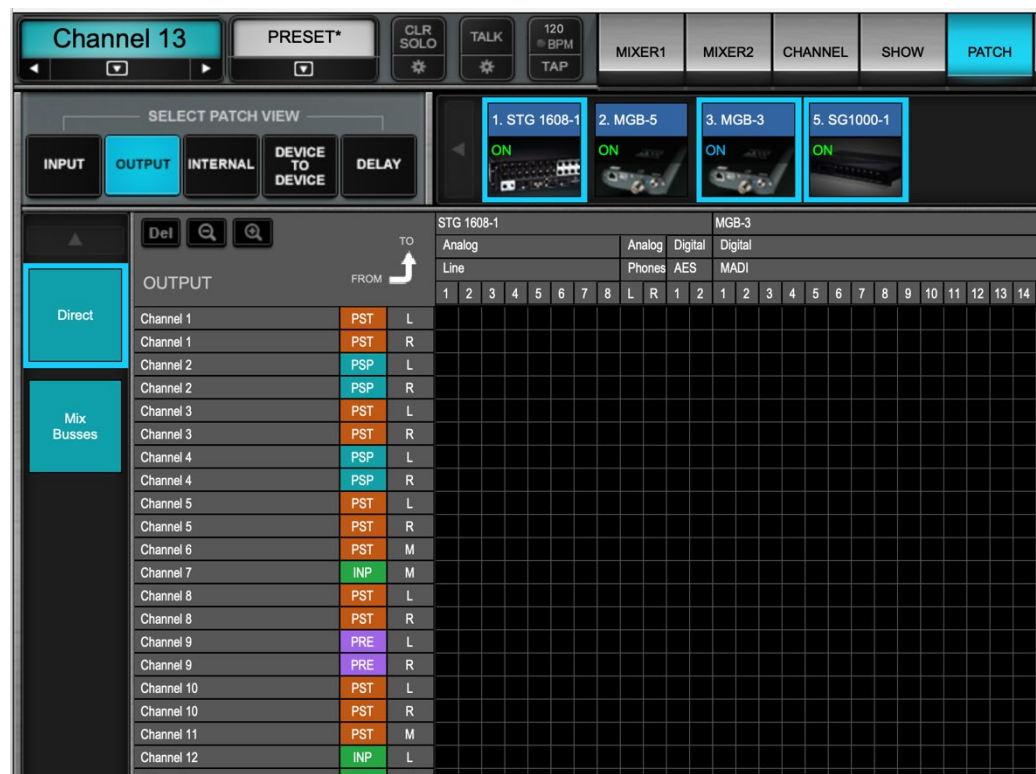 Channel 13
PRESET*
CLR SOLO
TALK
120
BPM
TAP
MIXER1
MIXER2
CHANNEL
SHOW
PATCH
SELECT PATCH VIEW
INPUT
OUTPUT
INTERNAL
DEVICE TO DEVICE
DELAY
1. STG 1608-1
ON
2. MGB-5
ON
3. MGB-3
ON
5. SG1000-1
ON
Del
OUTPUT
FROM
TO
STG 1608-1 MGB-3
Analog Analog Digital Digital
Line Phones AES MADI
1 2 3 4 5 6 7 8 L R 1 2 1 2 3 4 5 6 7 8 9 10 11 12 13 14
Direct
Mix Busses
Channel 1 PST L
Channel 1 PST R
Channel 2 PSP L
Channel 2 PSP R
Channel 3 PST L
Channel 3 PST R
Channel 4 PSP L
Channel 4 PSP R
Channel 5 PST L
Channel 5 PST R
Channel 6 PST M
Channel 7 INP M
Channel 8 PST L
Channel 8 PST R
Channel 9 PRE L
Channel 9 PRE R
Channel 10 PST L
Channel 10 PST R
Channel 11 PST M
Channel 12 INP L